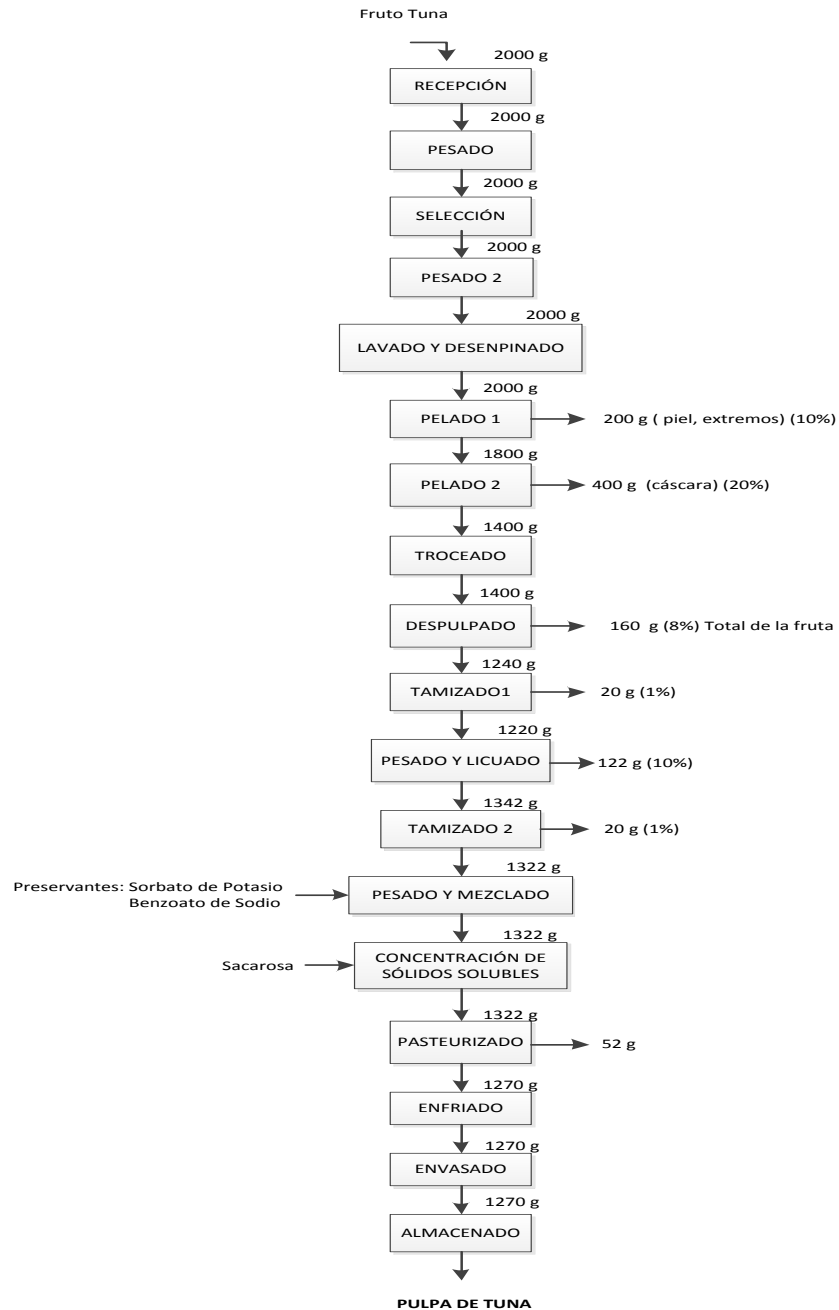 Fruto Tuna
2000 g
RECEPCIÓN
2000 g
PESADO
2000 g
SELECCIÓN
2000 g
PESADO 2
2000 g
LAVADO Y DESENPINADO
2000 g
PELADO 1
200 g ( piel, extremos) (10%)
1800 g
PELADO 2
400 g (cáscara) (20%)
1400 g
TROCEADO
1400 g
DESPULPADO
160 g (8%) Total de la fruta
1240 g
TAMIZADO1
20 g (1%)
1220 g
PESADO Y LICUADO
122 g (10%)
1342 g
TAMIZADO 2
20 g (1%)
1322 g
Preservantes: Sorbato de Potasio
Benzoato de Sodio
PESADO Y MEZCLADO
1322 g
Sacarosa
CONCENTRACIÓN DE
SÓLIDOS SOLUBLES
1322 g
PASTEURIZADO
52 g
1270 g
ENFRIADO
1270 g
ENVASADO
1270 g
ALMACENADO
PULPA DE TUNA